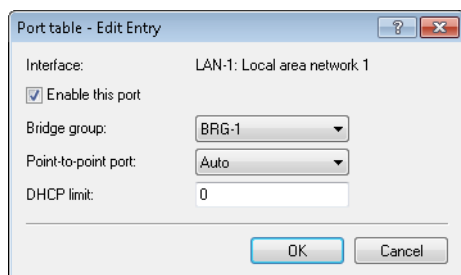 Port table - Edit Entry
Interface: LAN-1: Local area network 1
Enable this port
Bridge group: BRG-1
Point-to-point port: Auto
DHCP limit: 0
OK Cancel